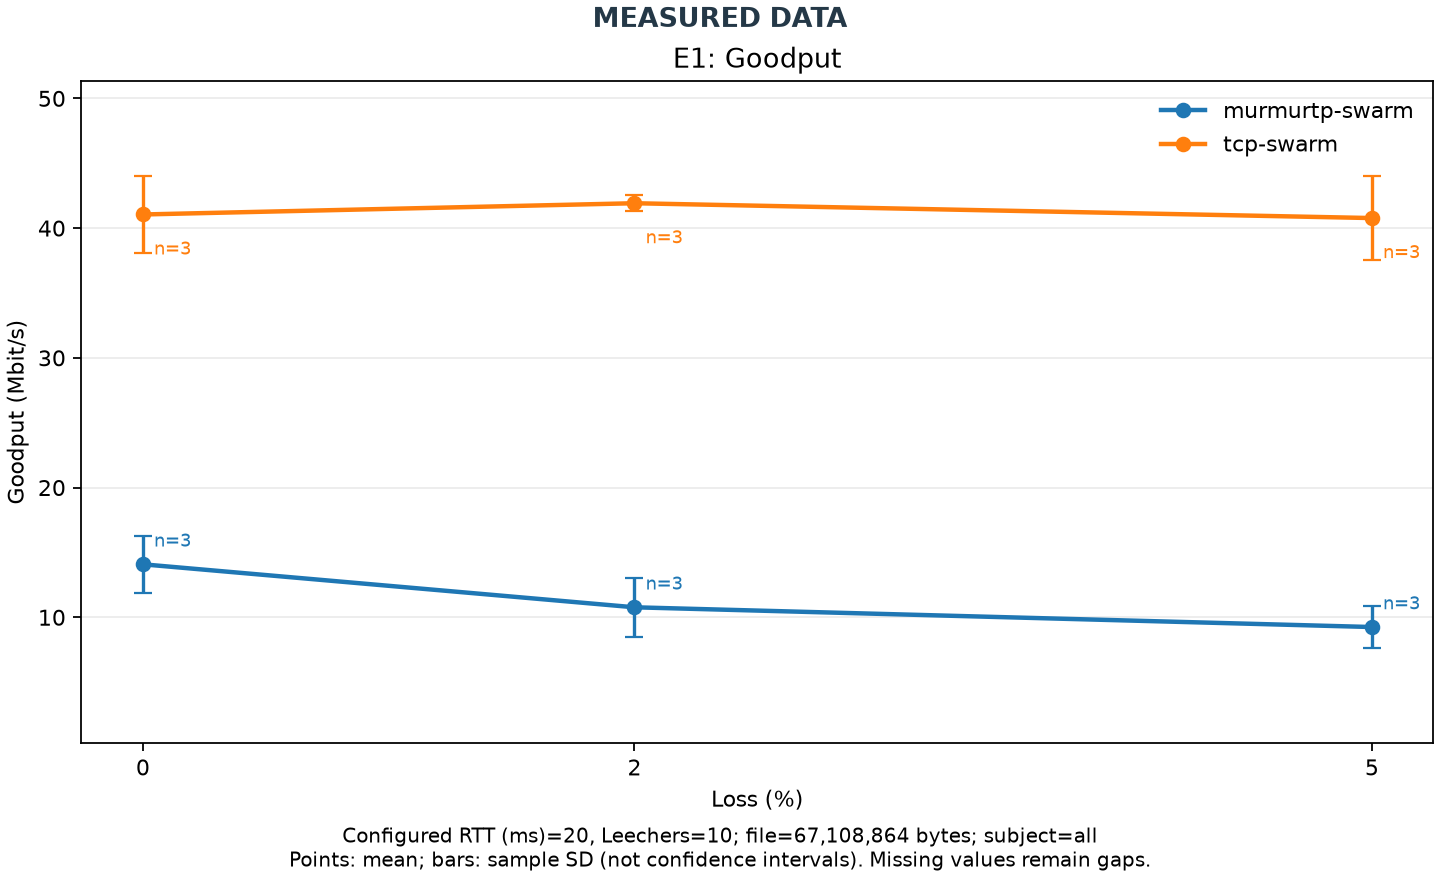 MEASURED DATA
E1: Goodput
murmurtp-swarm
tcp-swarm
Goodput (Mbit/s)
50
40
30
20
10
n=3
n=3
n=3
n=3
n=3
n=3
0
2
5
Loss (%)
Configured RTT (ms)=20, Leechers=10; file=67,108,864 bytes; subject=all
Points: mean; bars: sample SD (not confidence intervals). Missing values remain gaps.